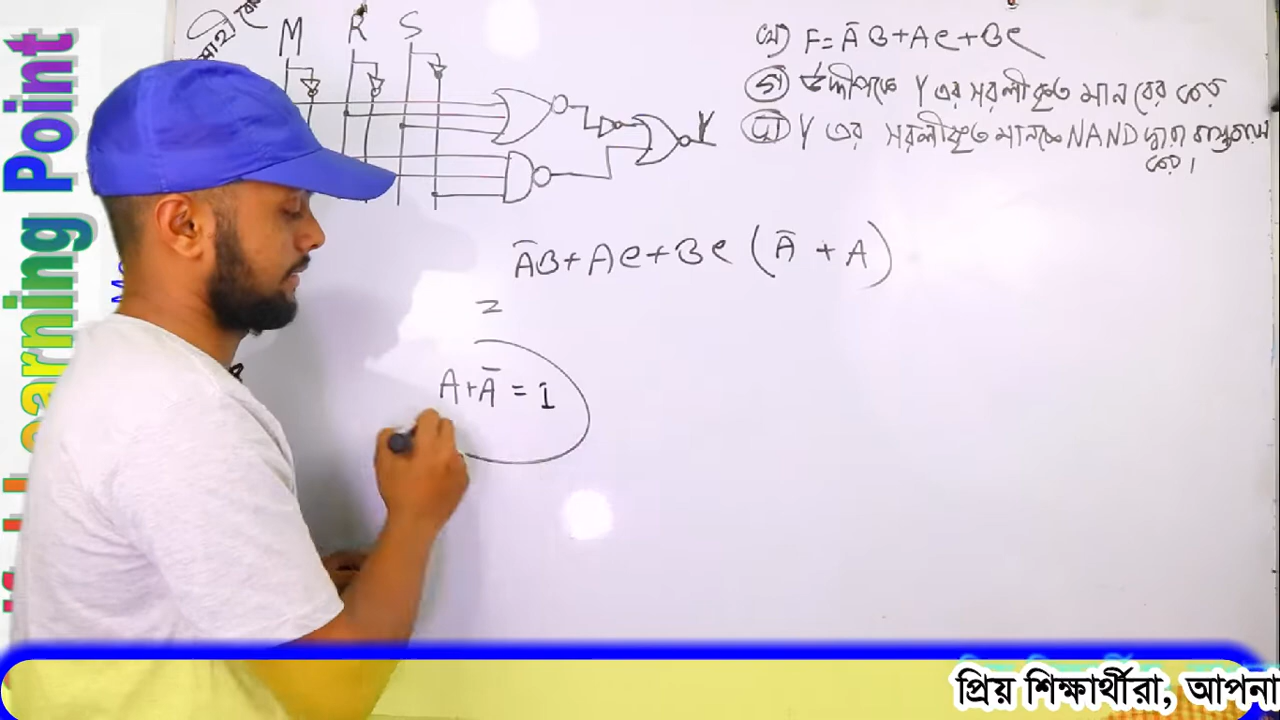 Learning Point
M R S
Y
(খ) F = A̅B + AC + BC
(গ) উদ্দীপকে Y এর সরলীকৃত মান বের কর
(ঘ) Y এর সরলীকৃত মানকে NAND দ্বারা বাস্তবায়ন
কর।
A̅B + AC + BC (A̅ + A)
=
A + A̅ = 1
প্রিয় শিক্ষার্থীরা, আপনা